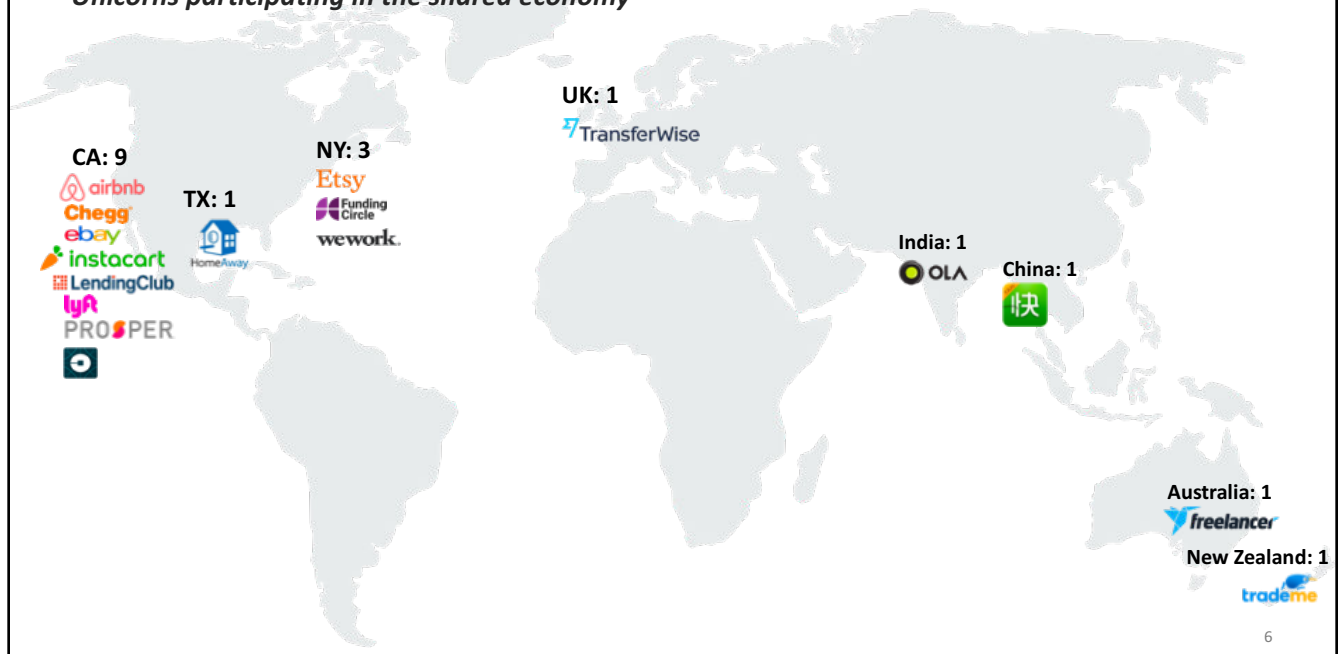 Unicorns participating in the shared economy
UK: 1
TransferWise
CA: 9
airbnb
Chegg
ebay
instacart
LendingClub
lyft
PROSPER
TX: 1
HomeAway
NY: 3
Etsy
Funding
Circle
wework.
India: 1
OLA
China: 1
快
Australia: 1
freelancer
New Zealand: 1
trademe
6